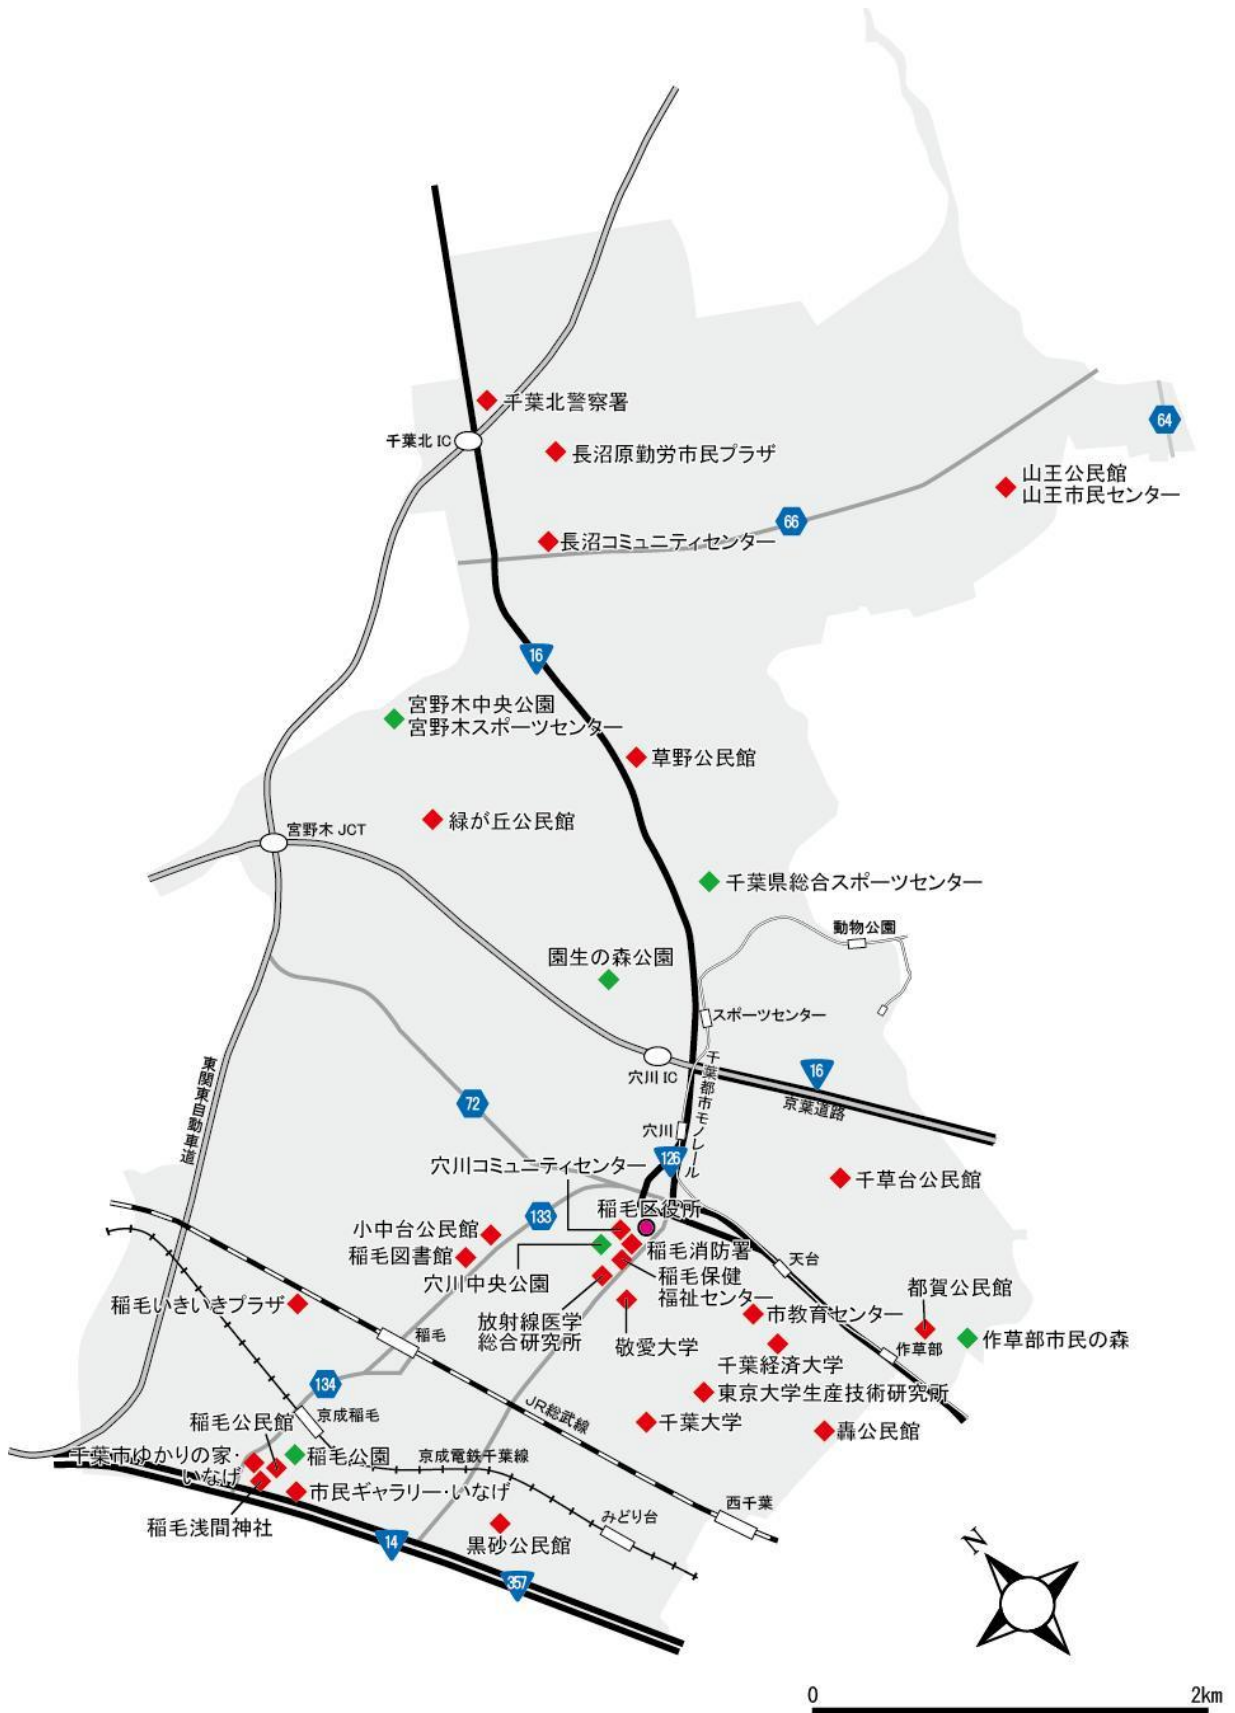 64
千葉北警察署
千葉北 IC
長沼原勤労市民プラザ
山王公民館
山王市民センター
66
長沼コミュニティセンター
16
宮野木中央公園
宮野木スポーツセンター
草野公民館
緑が丘公民館
宮野木 JCT
千葉県総合スポーツセンター
動物公園
園生の森公園
スポーツセンター
穴川 IC
千葉都市モノレール
16
京葉道路
東関東自動車道
72
穴川
126
穴川コミュニティセンター
千草台公民館
稲毛区役所
133
小中台公民館
稲毛図書館
稲毛消防署
穴川中央公園
稲毛保健
福祉センター
天台
都賀公民館
稲毛いきいきプラザ
放射線医学
総合研究所
市教育センター
稲毛
敬愛大学
作草部
作草部市民の森
千葉経済大学
134
東京大学生産技術研究所
JR総武線
京成稲毛
稲毛公民館
千葉大学
轟公民館
千葉市ゆかりの家・
いなげ
稲毛公園
京成電鉄千葉線
市民ギャラリー・いなげ
西千葉
稲毛浅間神社
みどり台
黒砂公民館
14
357
N
0
2km